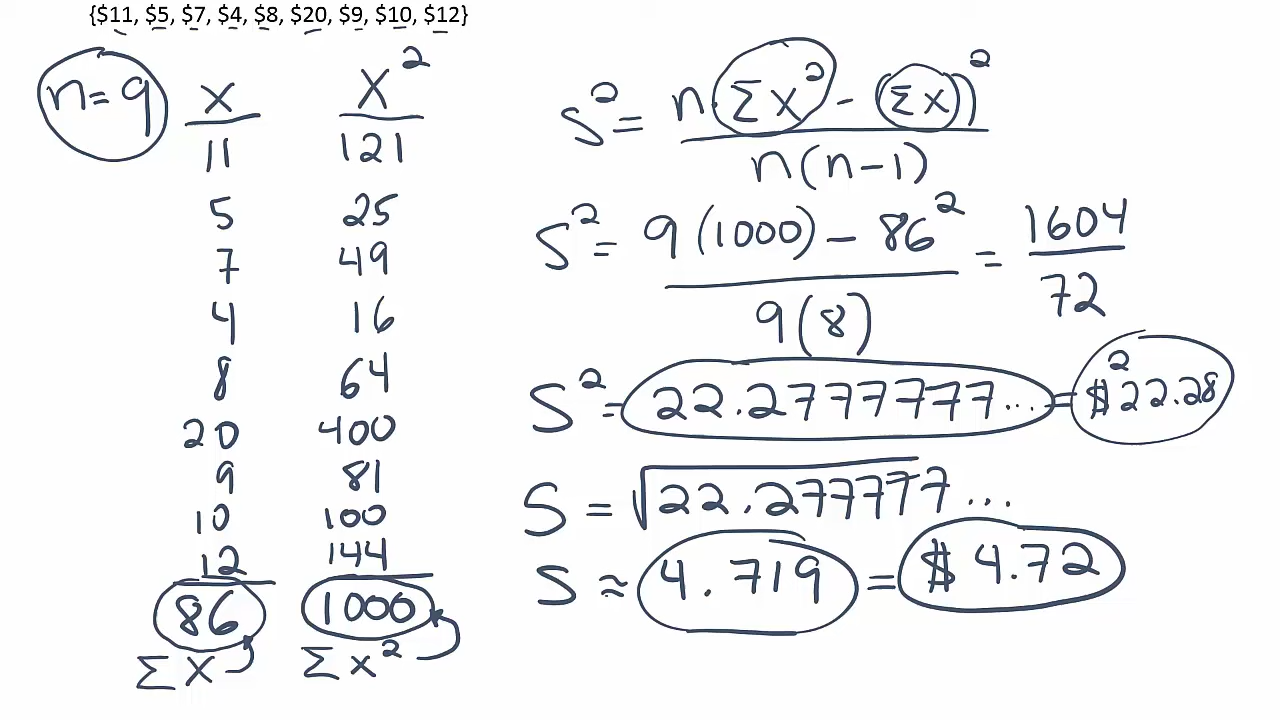 {$11, $5, $7, $4, $8, $20, $9, $10, $12}
n=9
x x²
11 121
5 25
7 49
4 16
8 64
20 400
9 81
10 100
12 144
86 1000
Σx Σx²
s² = n·Σx² - (Σx)² / n(n-1)
s² = 9(1000) - 86² / 9(8) = 1604 / 72
s² = 22.2777777... = $²22.28
s = √22.277777...
s ≈ 4.719 = $4.72